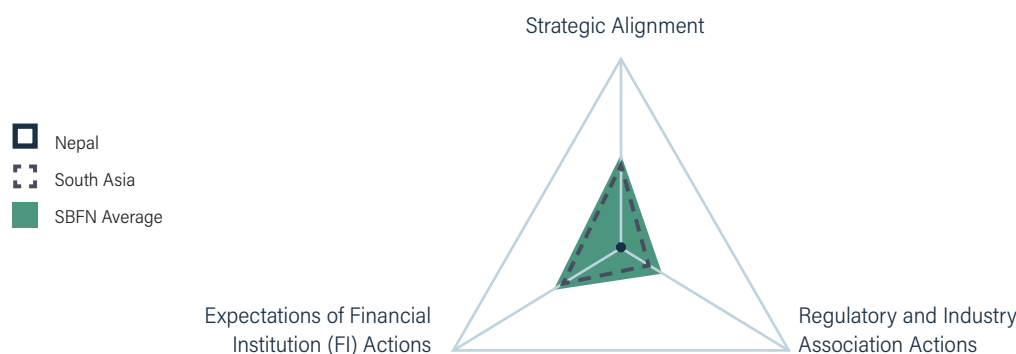 Strategic Alignment
Nepal
South Asia
SBFN Average
Expectations of Financial
Institution (FI) Actions
Regulatory and Industry
Association Actions